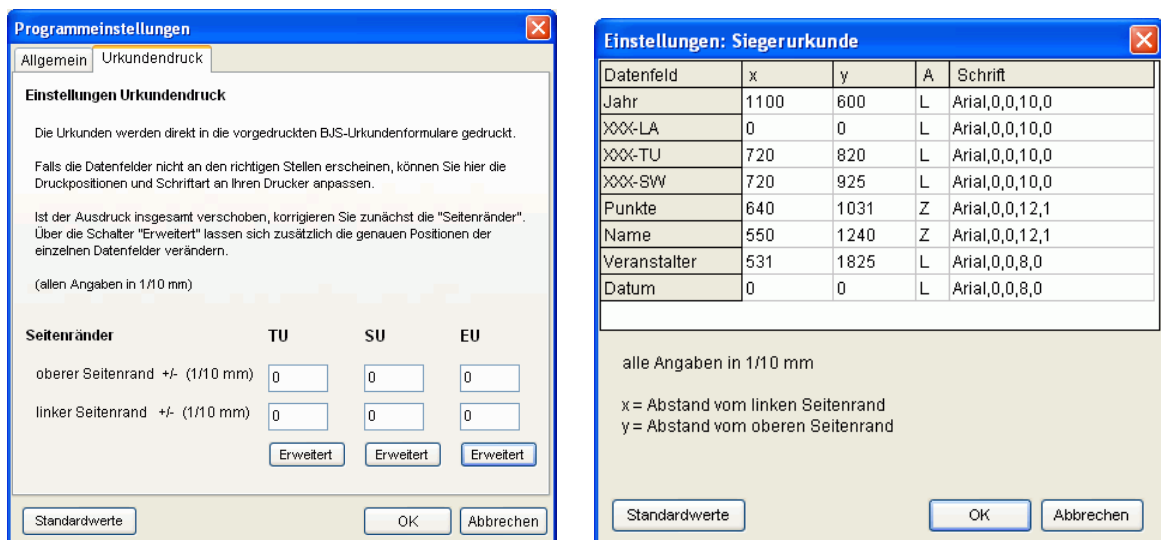 Programmeinstellungen
Allgemein Urkundendruck
Einstellungen Urkundendruck
Die Urkunden werden direkt in die vorgedruckten BJS-Urkundenformulare gedruckt.
Falls die Datenfelder nicht an den richtigen Stellen erscheinen, können Sie hier die
Druckpositionen und Schriftart an Ihren Drucker anpassen.
Ist der Ausdruck insgesamt verschoben, korrigieren Sie zunächst die "Seitenränder".
Über die Schalter "Erweitert" lassen sich zusätzlich die genauen Positionen der
einzelnen Datenfelder verändern.
(allen Angaben in 1/10 mm)
Seitenränder TU SU EU
oberer Seitenrand +/- (1/10 mm) 0 0 0
linker Seitenrand +/- (1/10 mm) 0 0 0
Erweitert Erweitert Erweitert
Standardwerte OK Abbrechen
Einstellungen: Siegerurkunde
Datenfeld x y A Schrift
Jahr 1100 600 L Arial,0,0,10,0
XXX-LA 0 0 L Arial,0,0,10,0
XXX-TU 720 820 L Arial,0,0,10,0
XXX-SW 720 925 L Arial,0,0,10,0
Punkte 640 1031 Z Arial,0,0,12,1
Name 550 1240 Z Arial,0,0,12,1
Veranstalter 531 1825 L Arial,0,0,8,0
Datum 0 0 L Arial,0,0,8,0
alle Angaben in 1/10 mm
x = Abstand vom linken Seitenrand
y = Abstand vom oberen Seitenrand
Standardwerte OK Abbrechen